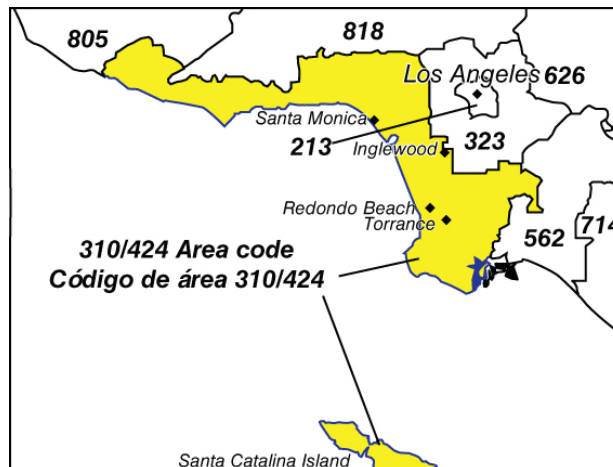 805
818
626
Los Angeles
Santa Monica
213
Inglewood
323
Redondo Beach
Torrance
562
714
310/424 Area code
Código de área 310/424
Santa Catalina Island